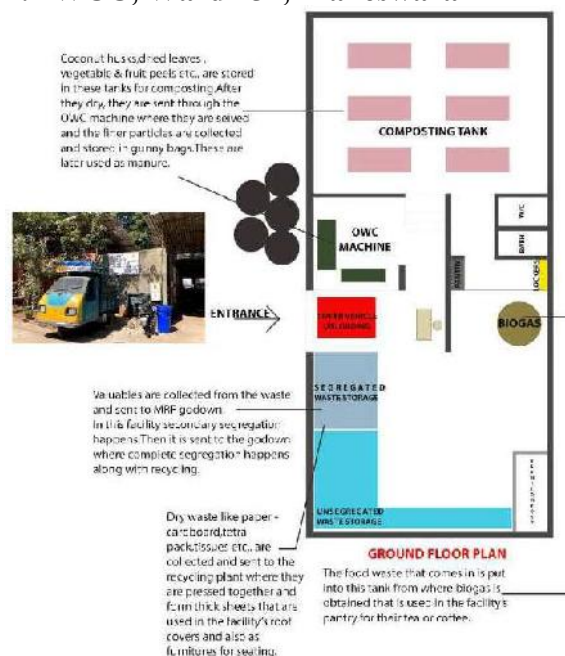 Coconut husks,dried leaves ,
vegetable & fruit peels etc., are stored
in these tanks for composting.After
they dry, they are sent through the
OWC machine where they are seived
and the finer particles are collected
and stored in gunny bags.These are
later used as manure.
COMPOSTING TANK
OWC
MACHINE
W/C
BATH
LOCKERS
PANTRY
ENTRANCE
BIOGAS
Valuables are collected from the waste
and sent to MRF godown.
In this facility secondary segregation
happens.Then it is sent to the godown
where complete segregation happens
along with recycling.
SEGREGATED
WASTE STORAGE
UNSEGREGATED
WASTE STORAGE
Dry waste like paper -
cardboard,tetra
pack,tissues etc., are
collected and sent to the
recycling plant where they
are pressed together and
form thick sheets that are
used in the facility's roof
covers and also as
furnitures for seating.
GROUND FLOOR PLAN
The food waste that comes in is put
into this tank from where biogas is
obtained that is used in the facility's
pantry for their tea or coffee.